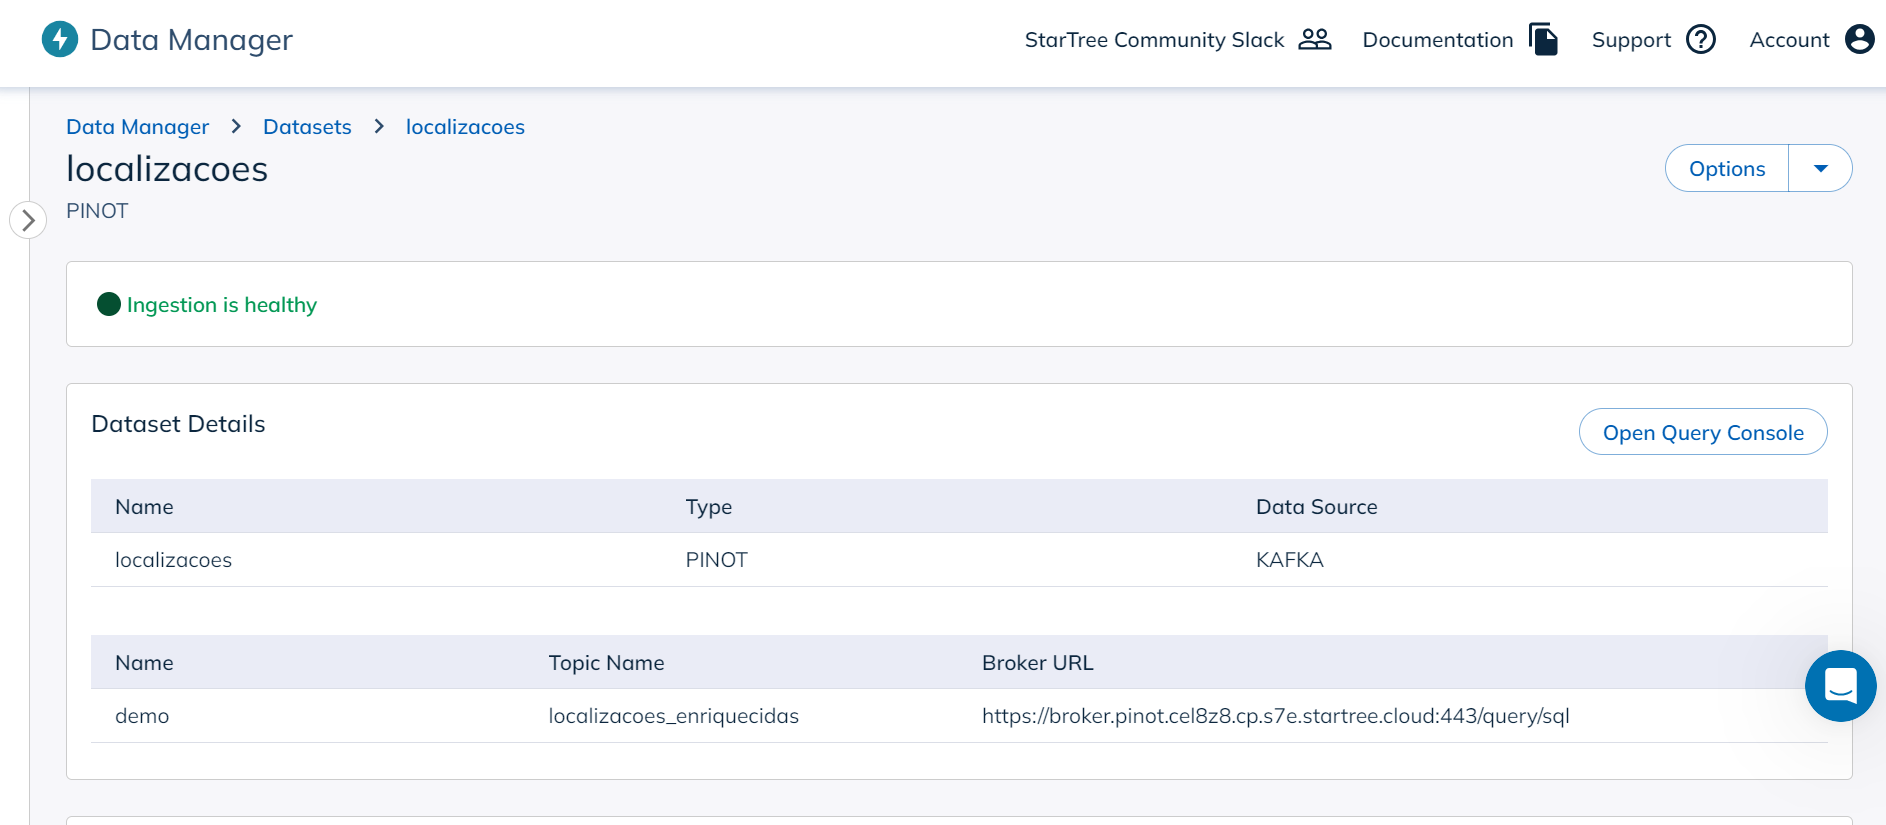 Data Manager
StarTree Community Slack Documentation Support Account
Data Manager > Datasets > localizacoes
localizacoes
Options
PINOT
Ingestion is healthy
Dataset Details
Open Query Console
Name Type Data Source
localizacoes PINOT KAFKA
Name Topic Name Broker URL
demo localizacoes_enriquecidas https://broker.pinot.cel8z8.cp.s7e.startree.cloud:443/query/sql